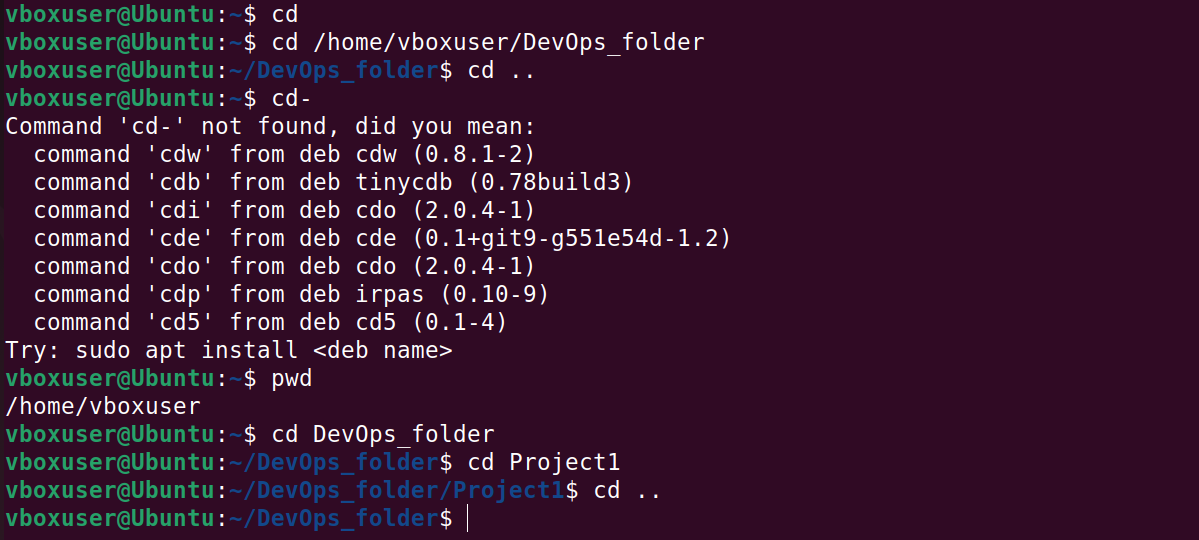 vboxuser@Ubuntu:~$ cd
vboxuser@Ubuntu:~$ cd /home/vboxuser/DevOps_folder
vboxuser@Ubuntu:~/DevOps_folder$ cd ..
vboxuser@Ubuntu:~$ cd-
Command 'cd-' not found, did you mean:
  command 'cdw' from deb cdw (0.8.1-2)
  command 'cdb' from deb tinycdb (0.78build3)
  command 'cdi' from deb cdo (2.0.4-1)
  command 'cde' from deb cde (0.1+git9-g551e54d-1.2)
  command 'cdo' from deb cdo (2.0.4-1)
  command 'cdp' from deb irpas (0.10-9)
  command 'cd5' from deb cd5 (0.1-4)
Try: sudo apt install <deb name>
vboxuser@Ubuntu:~$ pwd
/home/vboxuser
vboxuser@Ubuntu:~$ cd DevOps_folder
vboxuser@Ubuntu:~/DevOps_folder$ cd Project1
vboxuser@Ubuntu:~/DevOps_folder/Project1$ cd ..
vboxuser@Ubuntu:~/DevOps_folder$